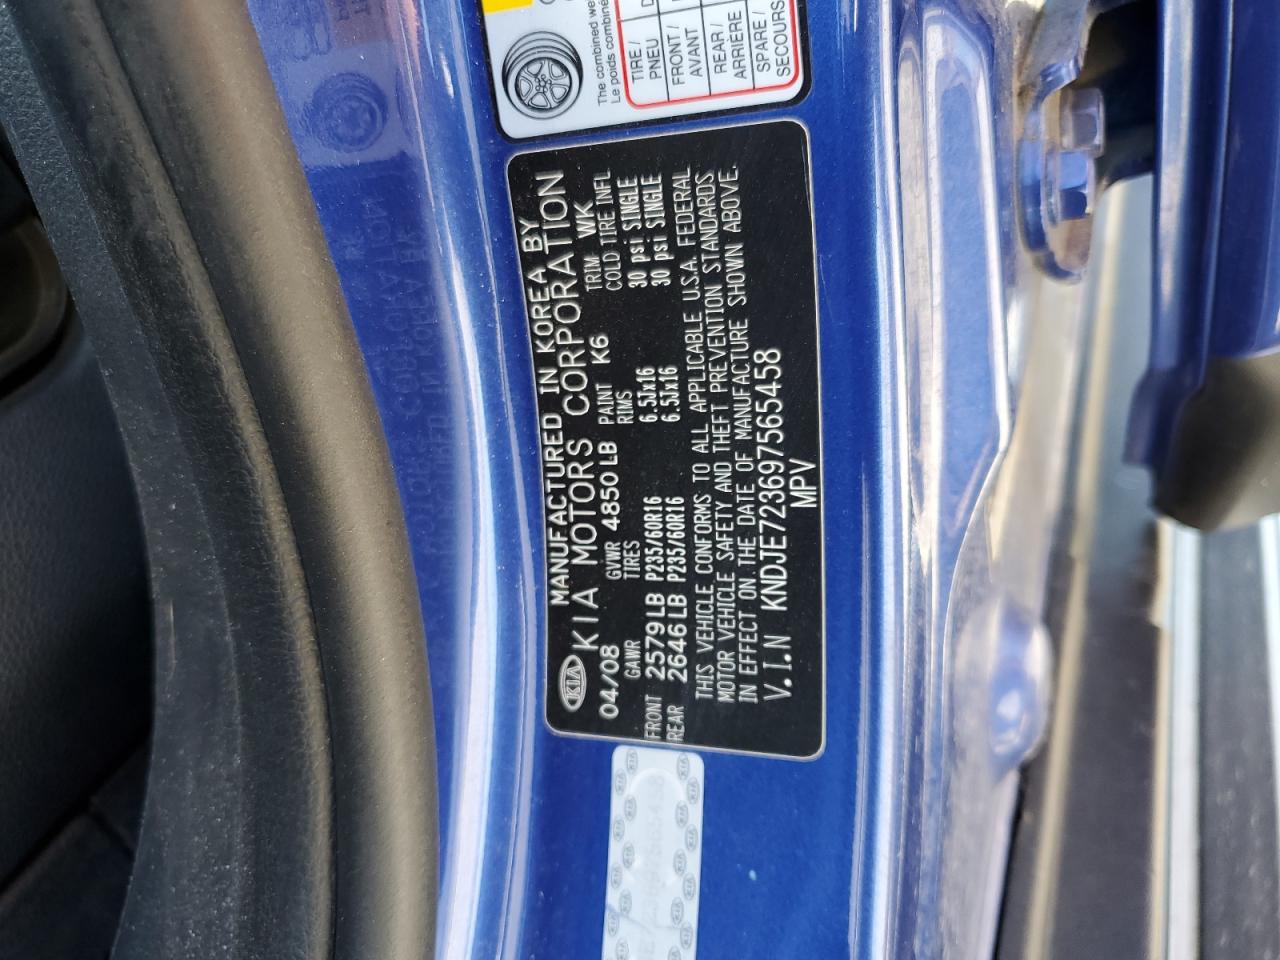 The combined we
Le poids combiné
TIRE /
PNEU
FRONT /
AVANT
REAR /
ARRIERE
SPARE /
SECOURS
KIA
MANUFACTURED IN KOREA BY
KIA MOTORS CORPORATION
04/08 GVWR 4850 LB PAINT K6 TRIM WK
GAWR TIRES RIMS COLD TIRE INFL
FRONT 2579 LB P235/60R16 6.5Jx16 30 psi SINGLE
REAR 2646 LB P235/60R16 6.5Jx16 30 psi SINGLE
THIS VEHICLE CONFORMS TO ALL APPLICABLE U.S.A. FEDERAL
MOTOR VEHICLE SAFETY AND THEFT PREVENTION STANDARDS
IN EFFECT ON THE DATE OF MANUFACTURE SHOWN ABOVE.
V.I.N KNDJE723697565458
MPV